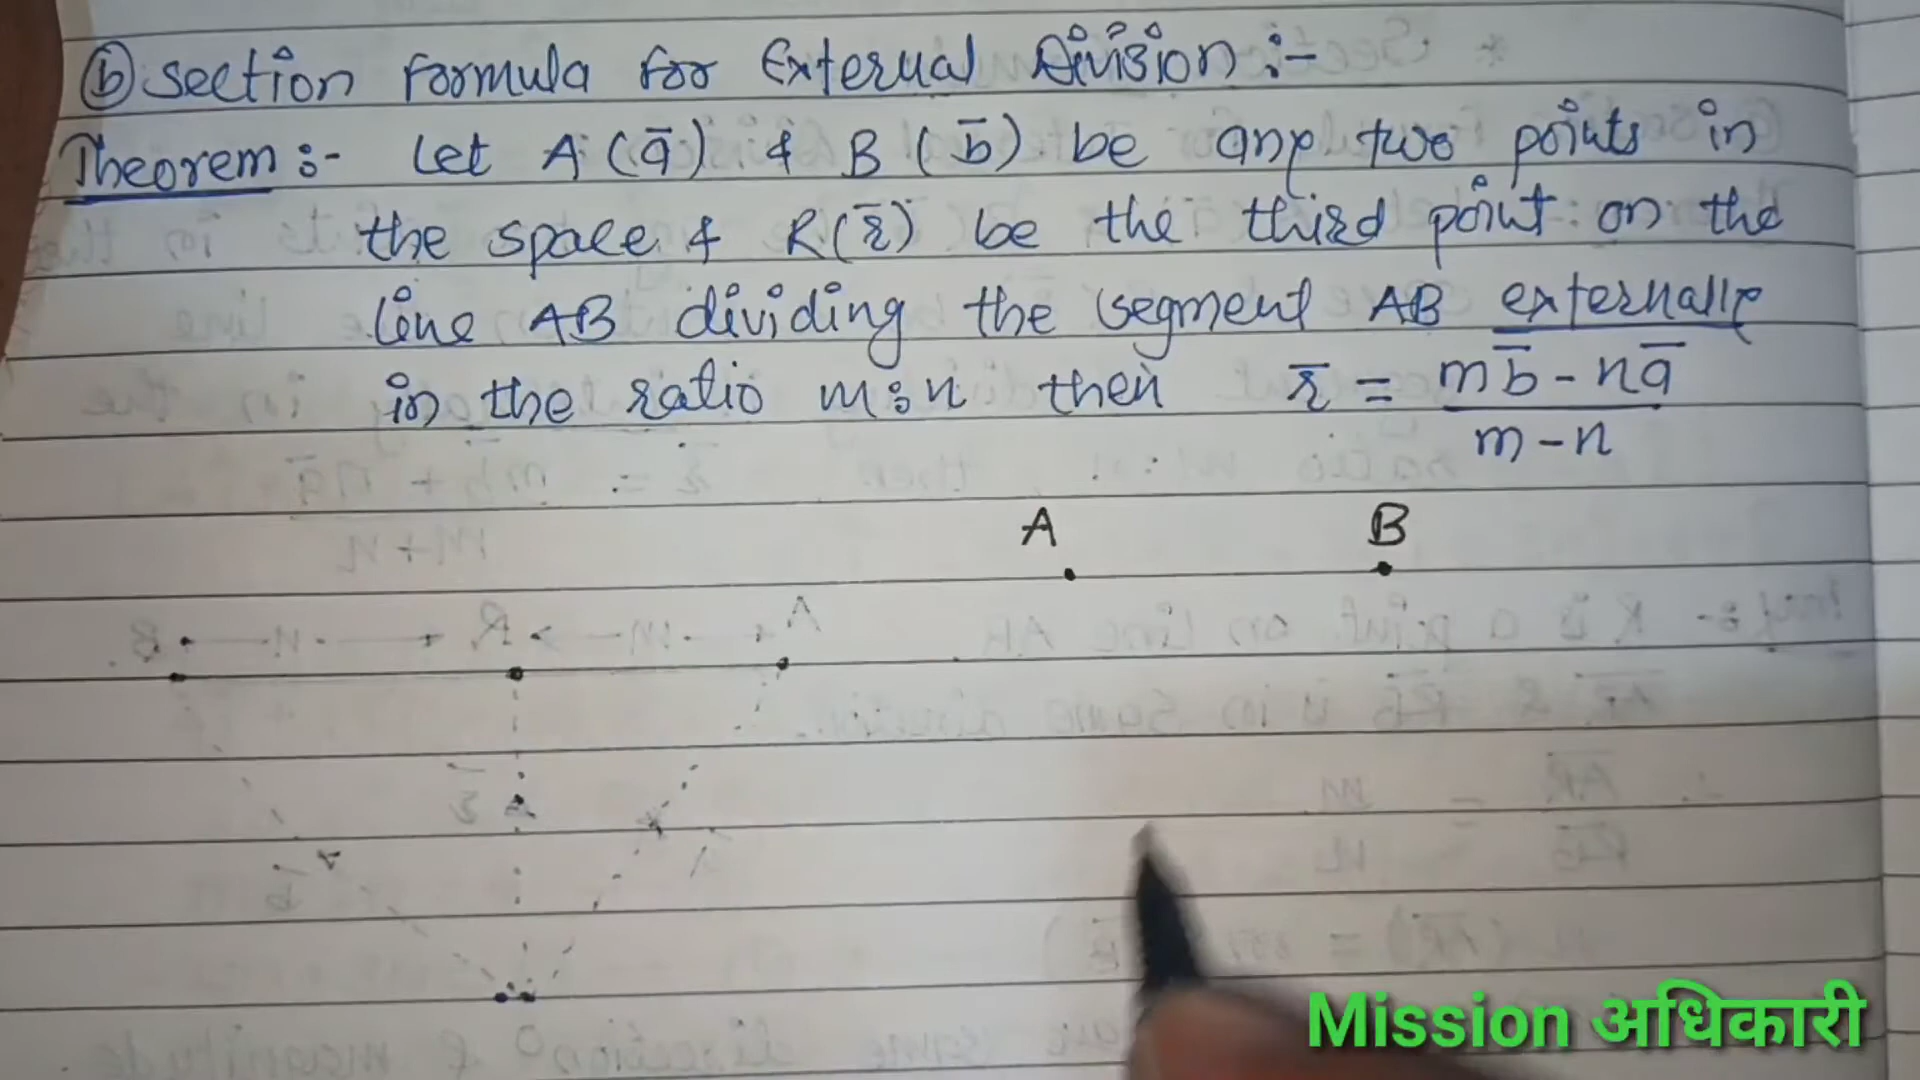 ⓑ Section Formula for External Division :-
Theorem :- Let A (a̅) & B (b̅) be any two points in
the space & R (r̅) be the third point on the
line AB dividing the segment AB externally
in the ratio m:n then r̅ = mb̅ - na̅ / m - n
A B
Mission अधिकारी